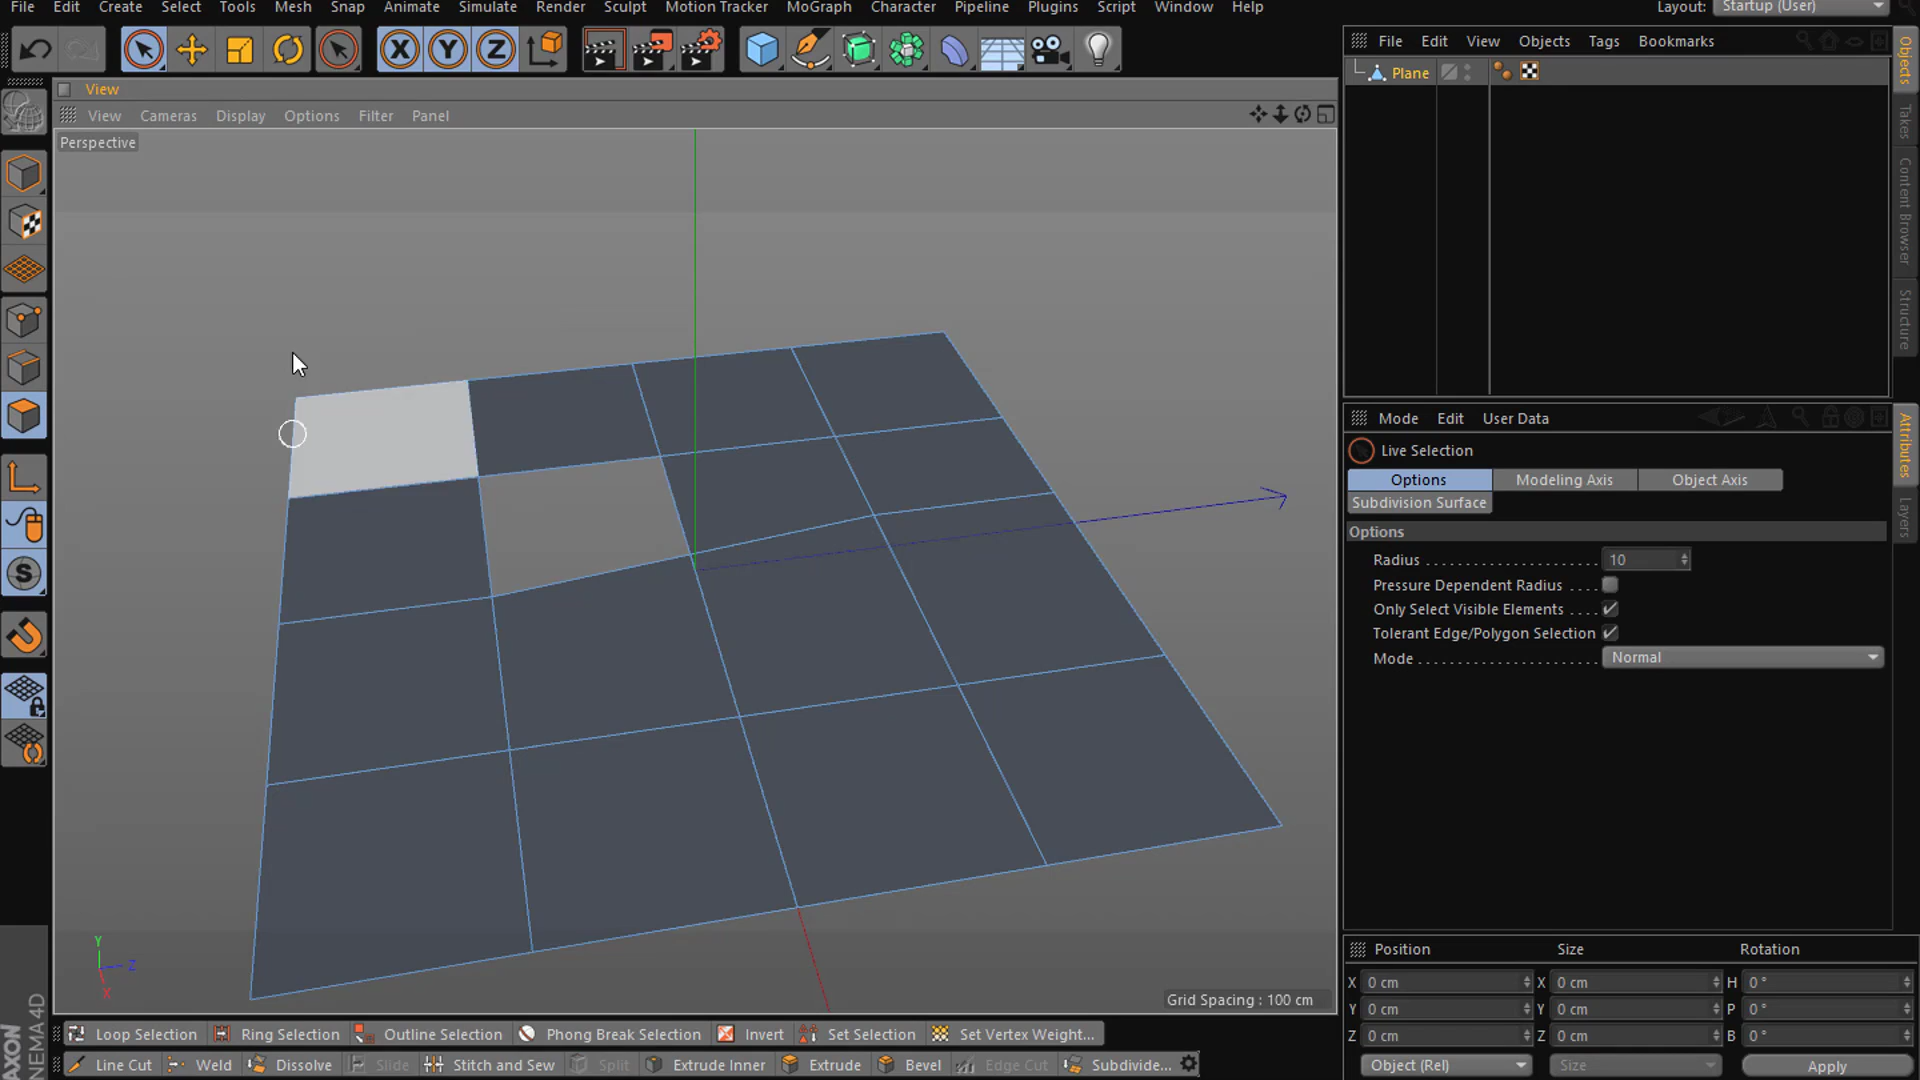 File Edit Create Select Tools Mesh Snap Animate Simulate Render Sculpt Motion Tracker MoGraph Character Pipeline Plugins Script Window Help Layout: Startup (User)
X Y Z
File Edit View Objects Tags Bookmarks
Plane
View
View Cameras Display Options Filter Panel
Perspective
Objects
Takes
Content Browser
Structure
Mode Edit User Data
Live Selection
Options Modeling Axis Object Axis
Subdivision Surface
Options
Radius 10
Pressure Dependent Radius
Only Select Visible Elements
Tolerant Edge/Polygon Selection
Mode Normal
Attributes
Layers
S
Y
Z
X
Grid Spacing : 100 cm
Position Size Rotation
X 0 cm X 0 cm H 0 °
Y 0 cm Y 0 cm P 0 °
Z 0 cm Z 0 cm B 0 °
Object (Rel) Size Apply
Loop Selection Ring Selection Outline Selection Phong Break Selection Invert Set Selection Set Vertex Weight...
Line Cut Weld Dissolve Slide Stitch and Sew Split Extrude Inner Extrude Bevel Edge Cut Subdivide...
AXON
NEMA4D